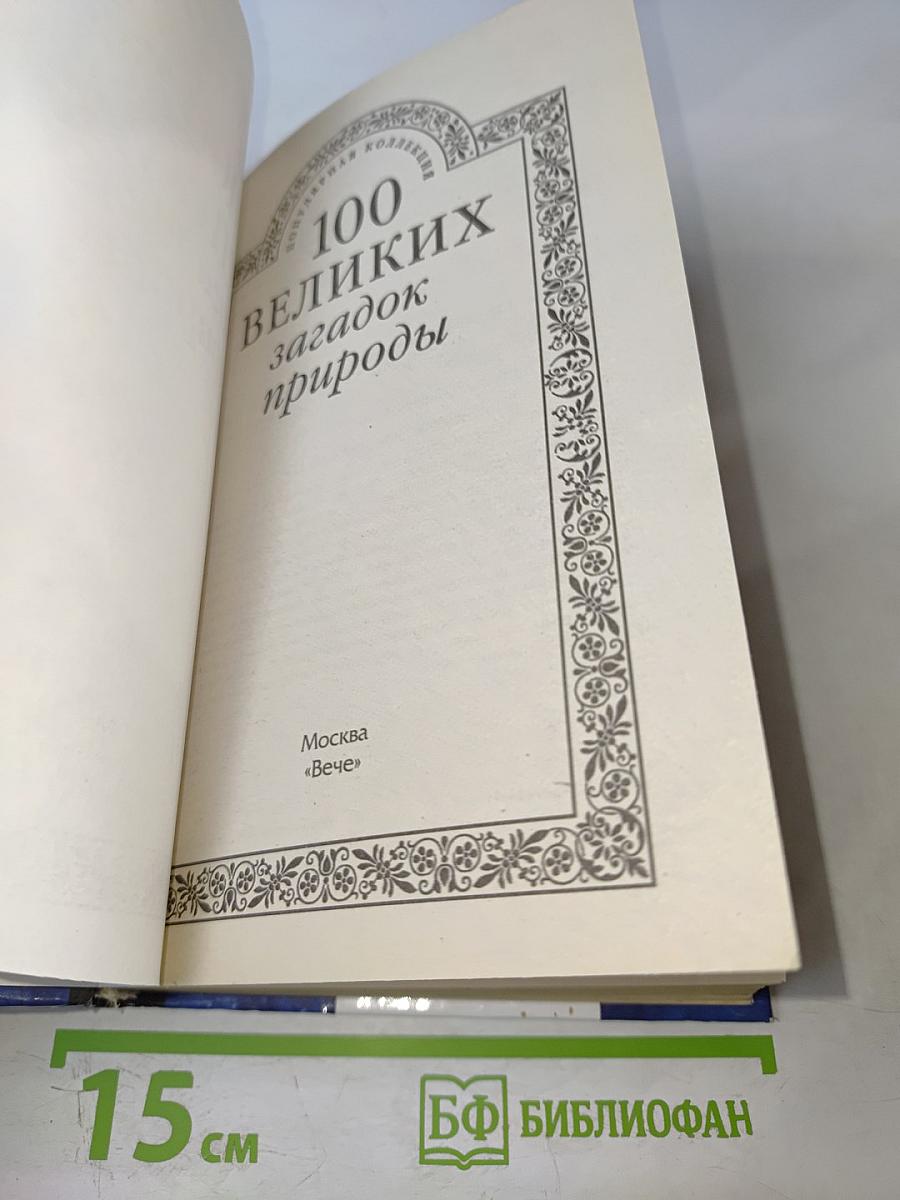 ПОПУЛЯРНАЯ КОЛЛЕКЦИЯ
100
ВЕЛИКИХ
загадок
природы
Москва
«Вече»
15 см
БФ БИБЛИОФАН